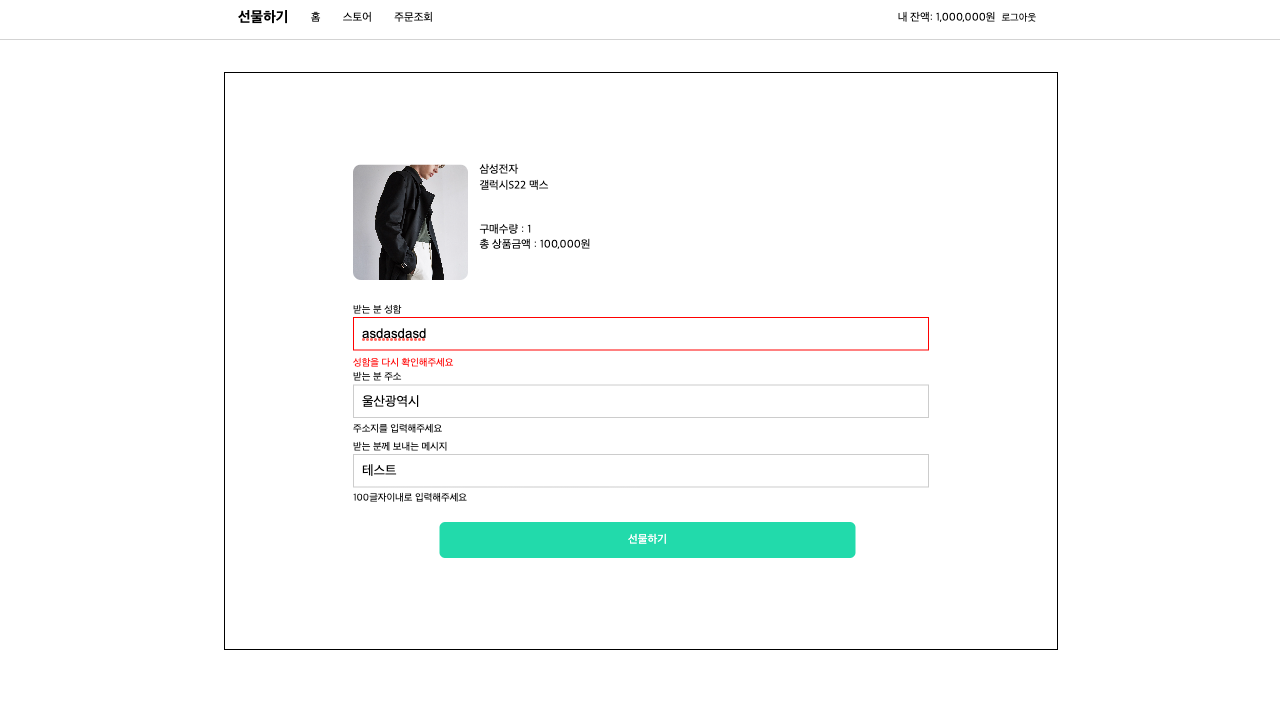 선물하기 홈 스토어 주문조회 내 잔액: 1,000,000원 로그아웃
삼성전자
갤럭시S22 맥스
구매수량 : 1
총 상품금액 : 100,000원
받는 분 성함
asdasdasd
성함을 다시 확인해주세요
받는 분 주소
울산광역시
주소지를 입력해주세요
받는 분께 보내는 메시지
테스트
100글자이내로 입력해주세요
선물하기